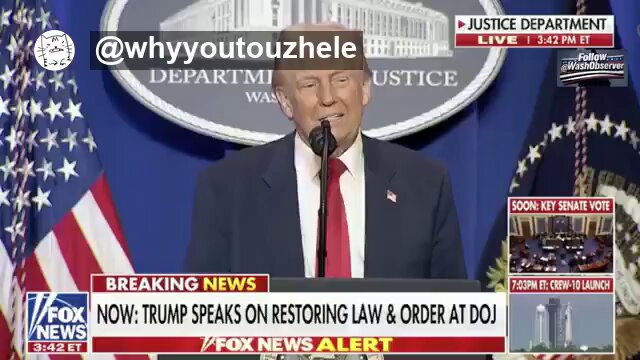 @whyyoutouzhele
JUSTICE DEPARTMENT
LIVE 3:42 PM ET
Follow
@WashObserver
DEPARTMENT OF JUSTICE
WAS
SOON: KEY SENATE VOTE
7:03PM ET: CREW-10 LAUNCH
BREAKING NEWS
NOW: TRUMP SPEAKS ON RESTORING LAW & ORDER AT DOJ
FOX
NEWS
3:42 ET
FOX NEWS ALERT